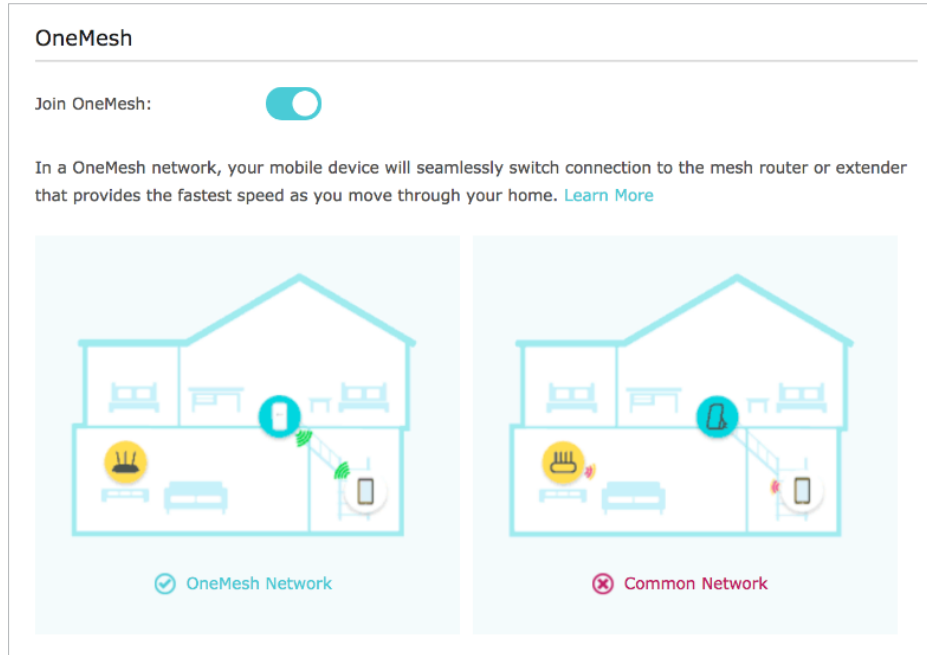 OneMesh
Join OneMesh:
In a OneMesh network, your mobile device will seamlessly switch connection to the mesh router or extender
that provides the fastest speed as you move through your home. Learn More
OneMesh Network
Common Network